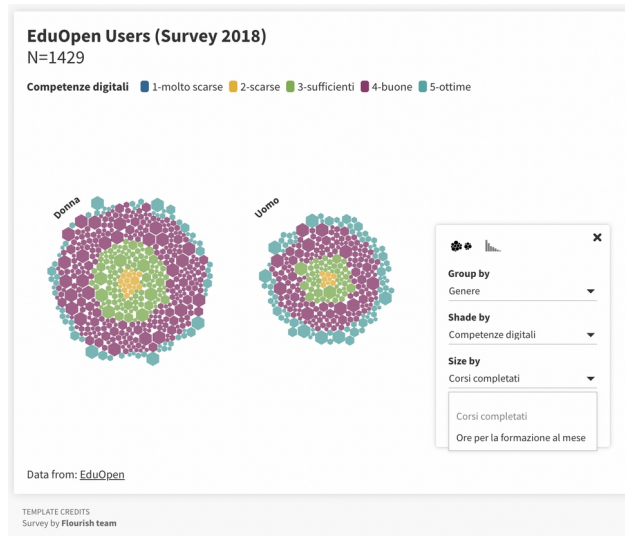 EduOpen Users (Survey 2018)
N=1429
Competenze digitali 1-molto scarse 2-scarse 3-sufficienti 4-buone 5-ottime
Donna
Uomo
Group by
Genere
Shade by
Competenze digitali
Size by
Corsi completati
Corsi completati
Ore per la formazione al mese
Data from: EduOpen
TEMPLATE CREDITS
Survey by Flourish team